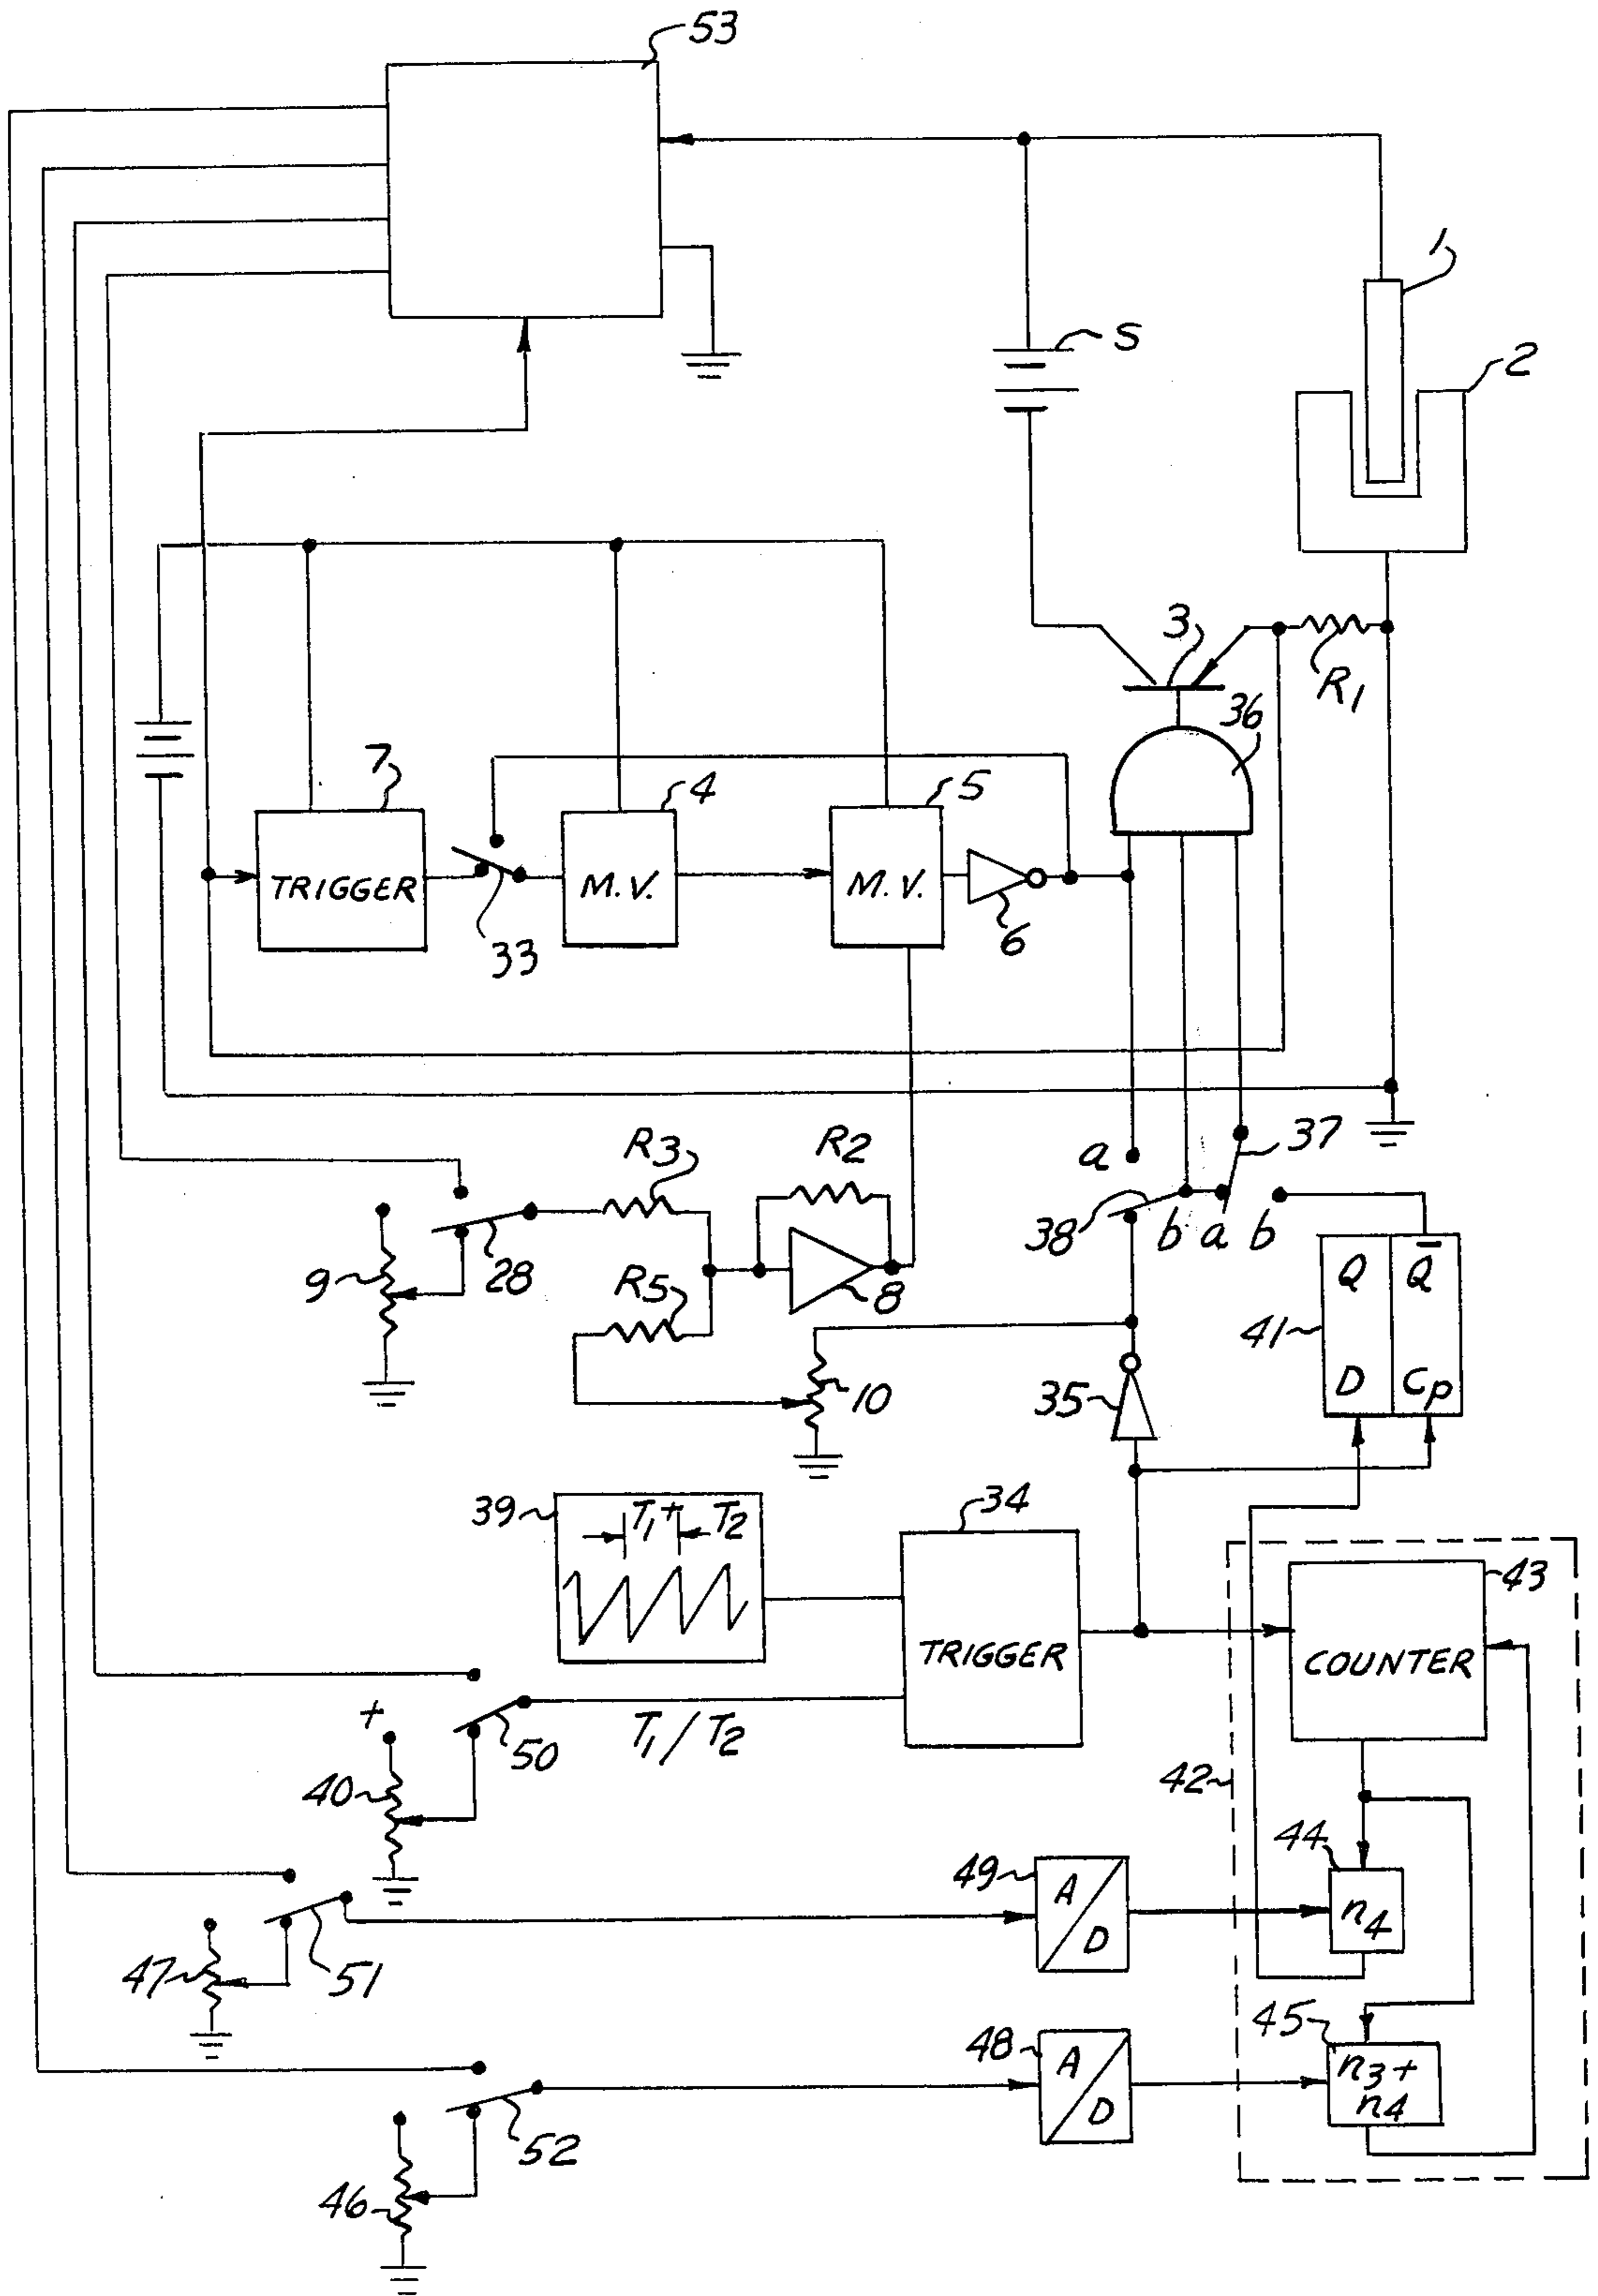 53
1
S
2
3
R1
36
7
4
5
TRIGGER
M.V.
M.V.
33
6
R3
R2
a
37
38
b
a
b
9
28
R5
8
Q
Q̄
41
D
Cp
10
35
39
T1+T2
34
43
TRIGGER
COUNTER
+
50
T1/T2
42
40
44
49
A/D
n4
47
51
45
48
A/D
n3+
n4
52
46